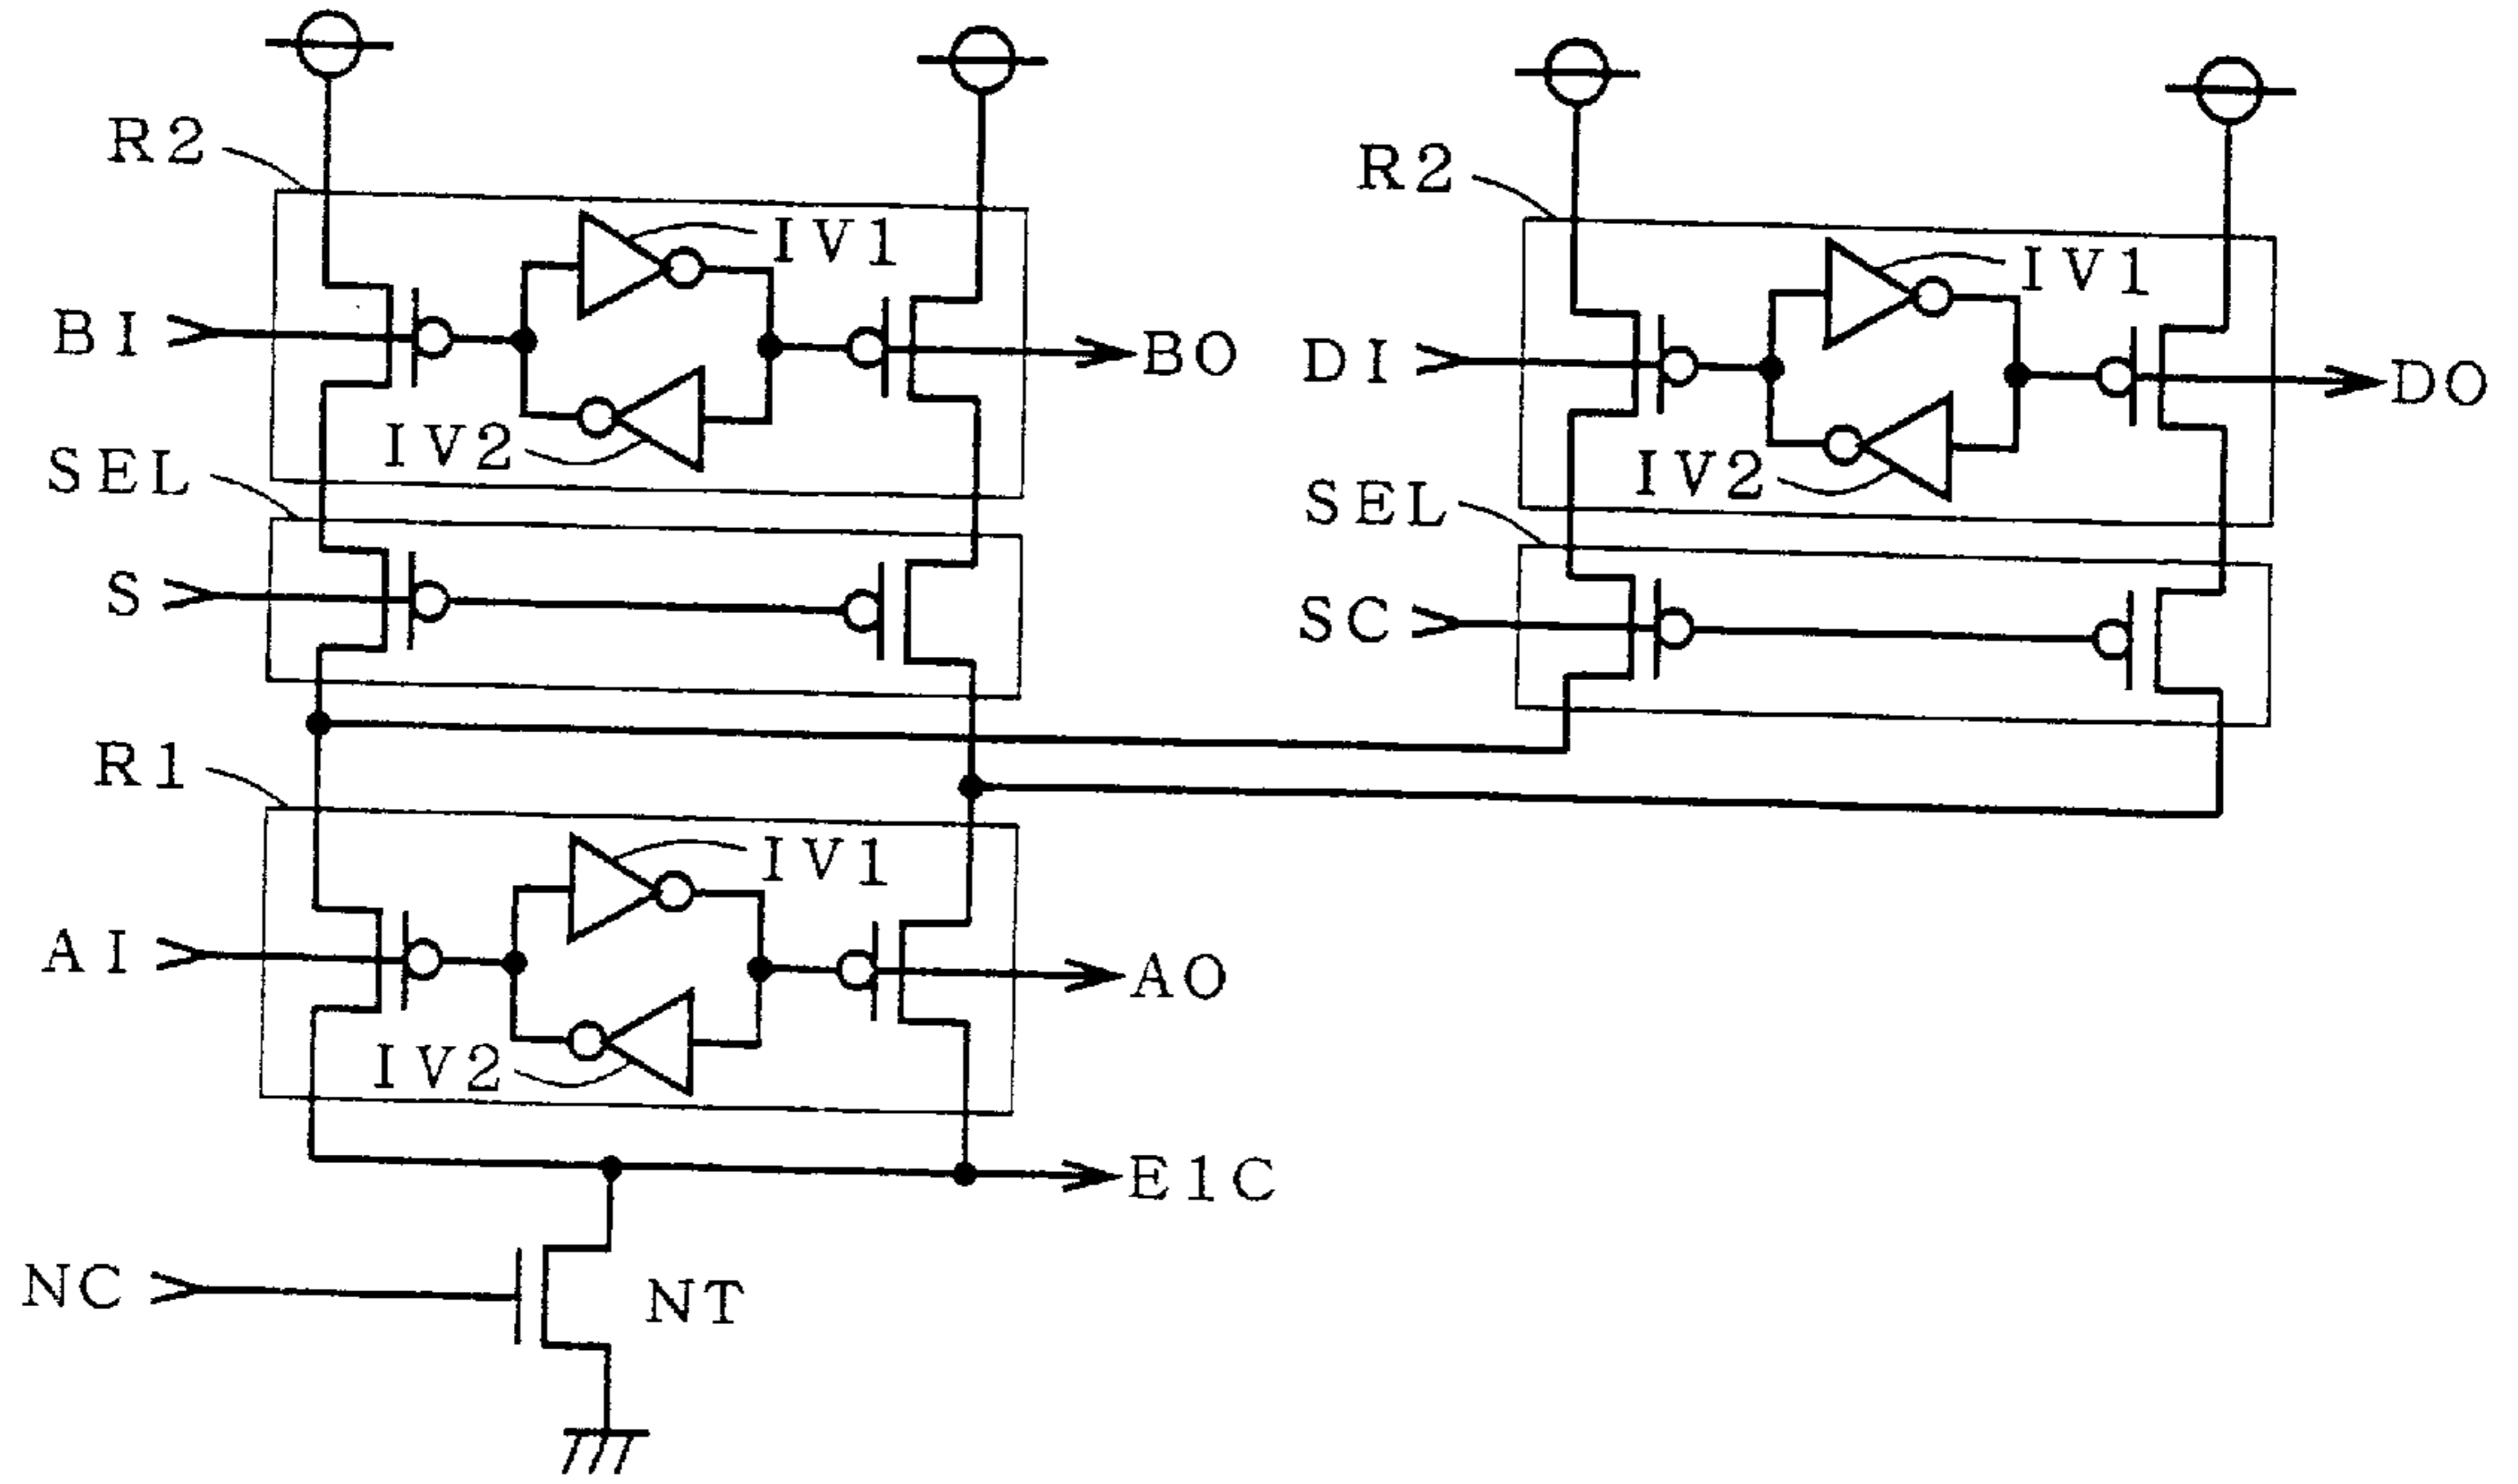 R2
R2
IV1
IV1
BI
BO
DI
DO
IV2
IV2
SEL
SEL
S
SC
R1
IV1
AI
AO
IV2
E1C
NC
NT